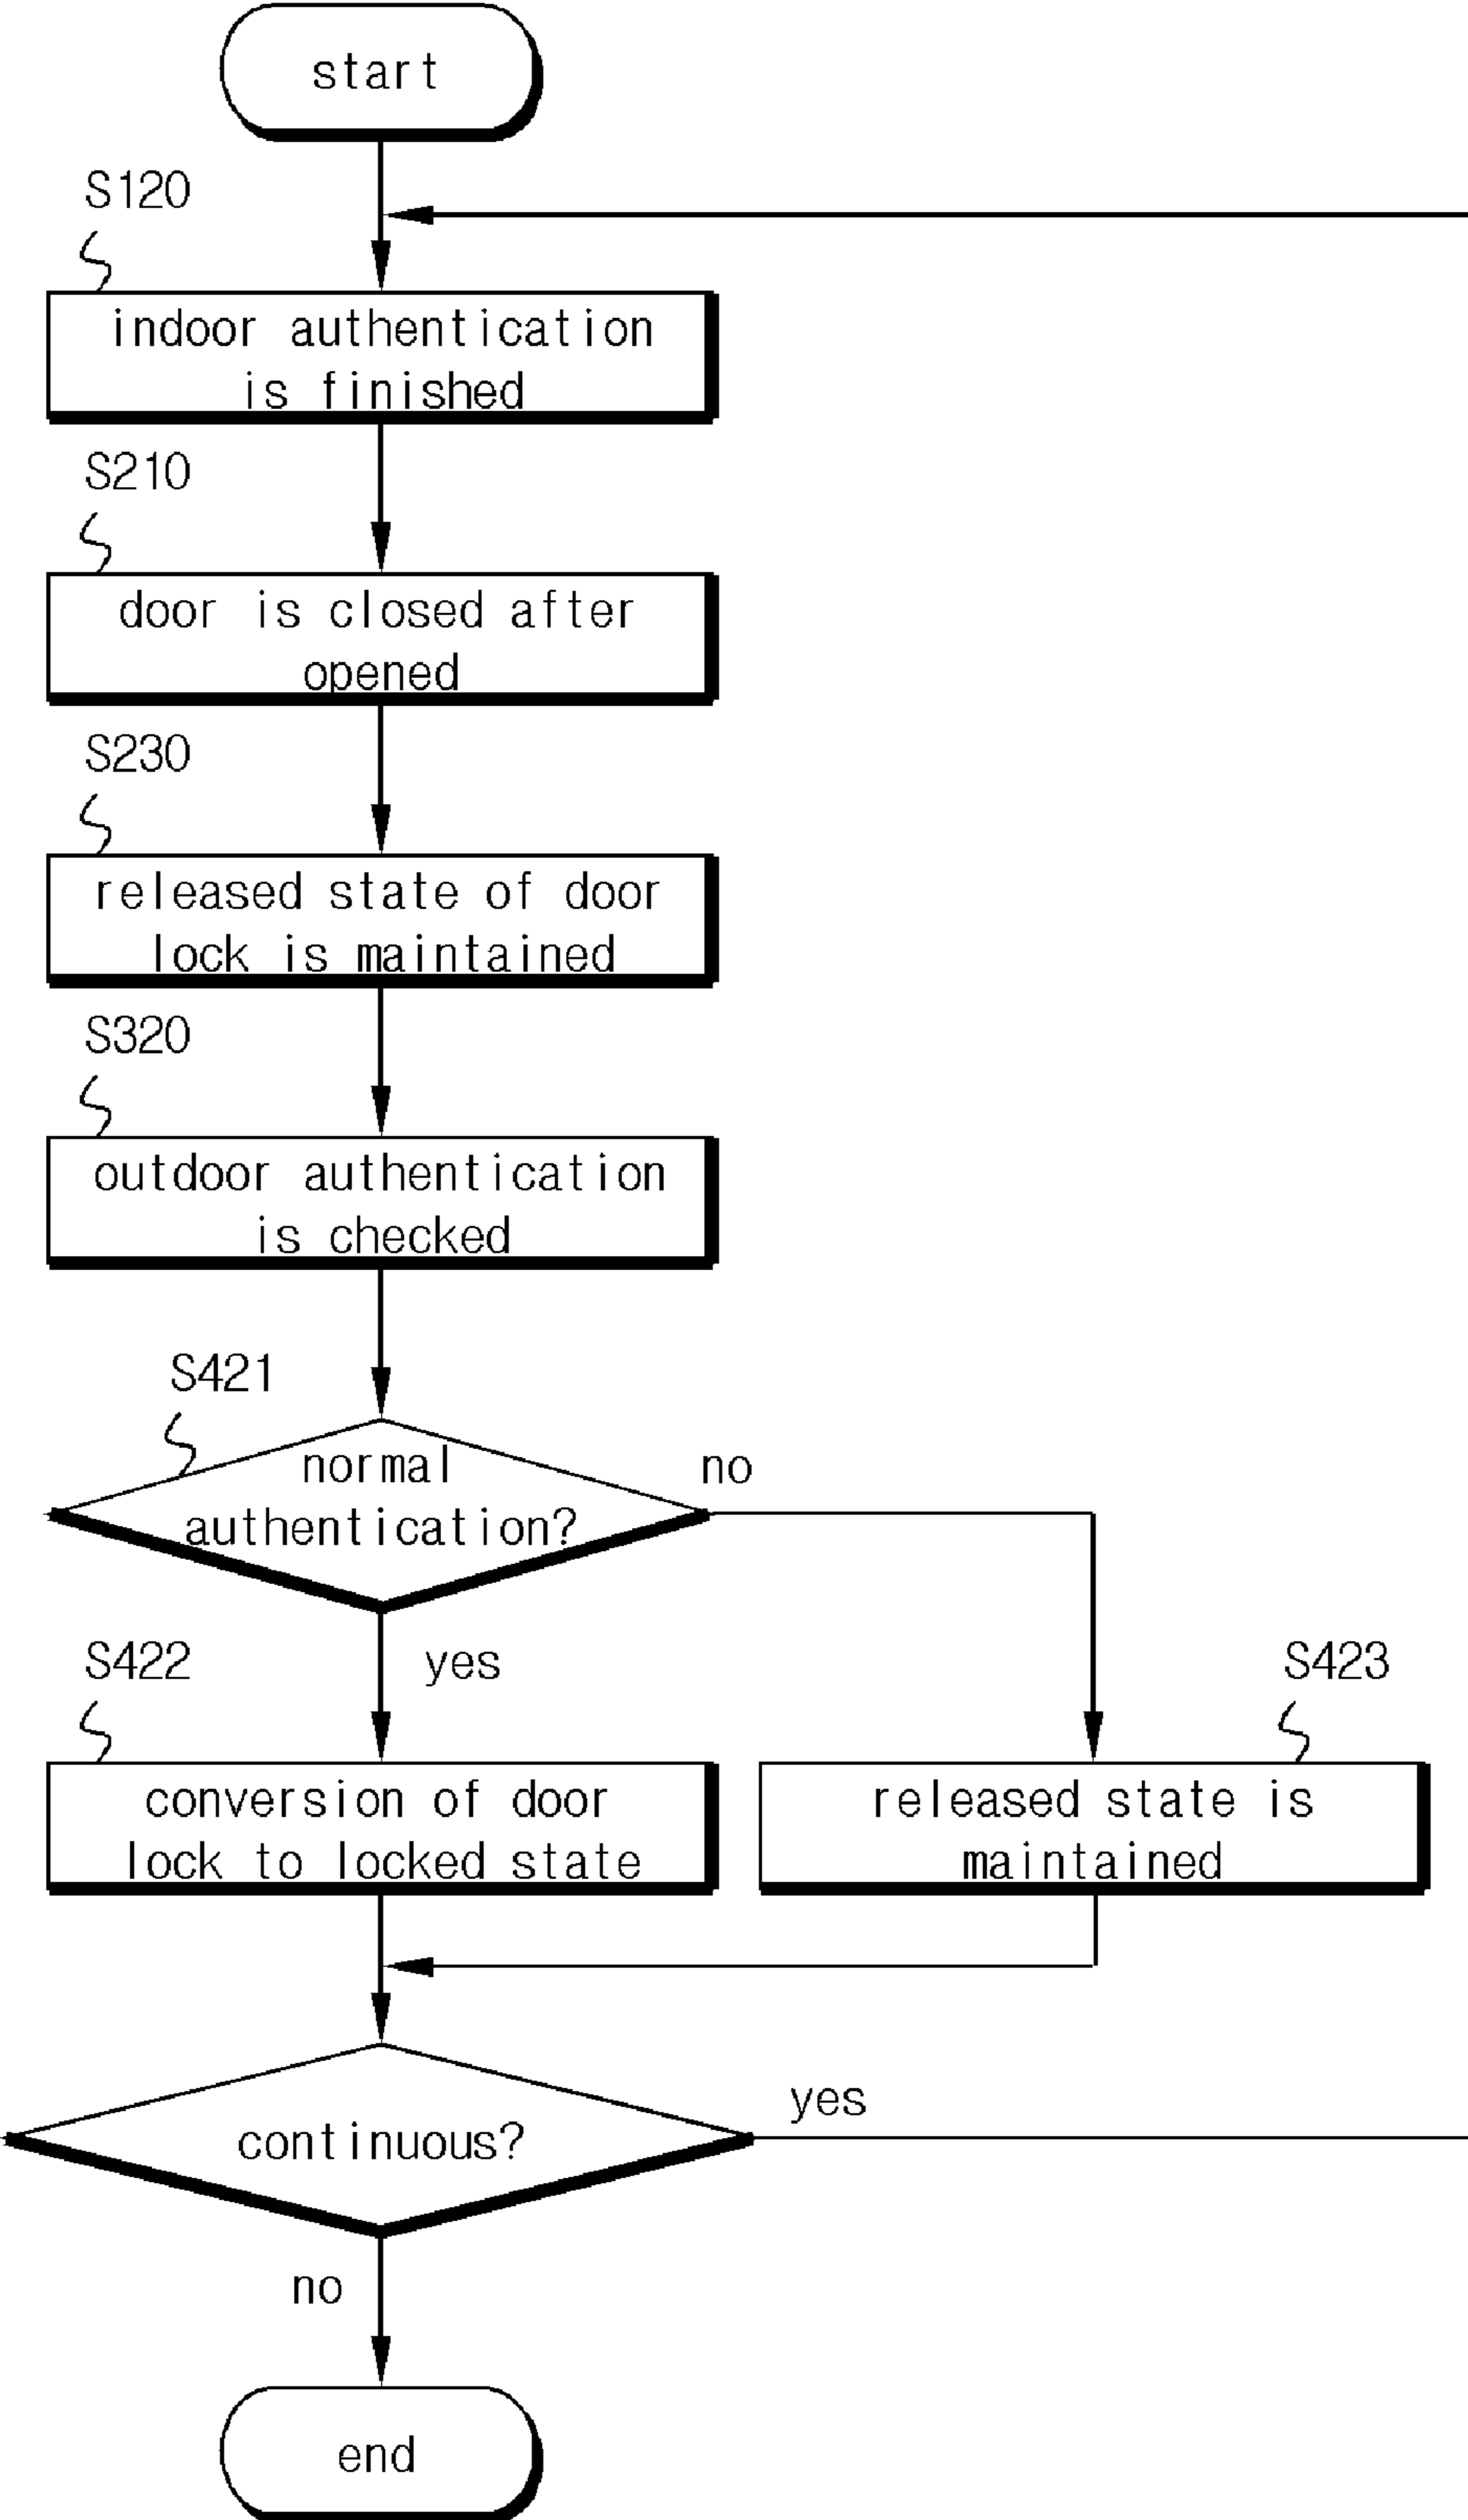 start
S120
indoor authentication
is finished
S210
door is closed after
opened
S230
released state of door
lock is maintained
S320
outdoor authentication
is checked
S421
normal
authentication?
no
yes
S422
conversion of door
lock to locked state
S423
released state is
maintained
continuous?
yes
no
end